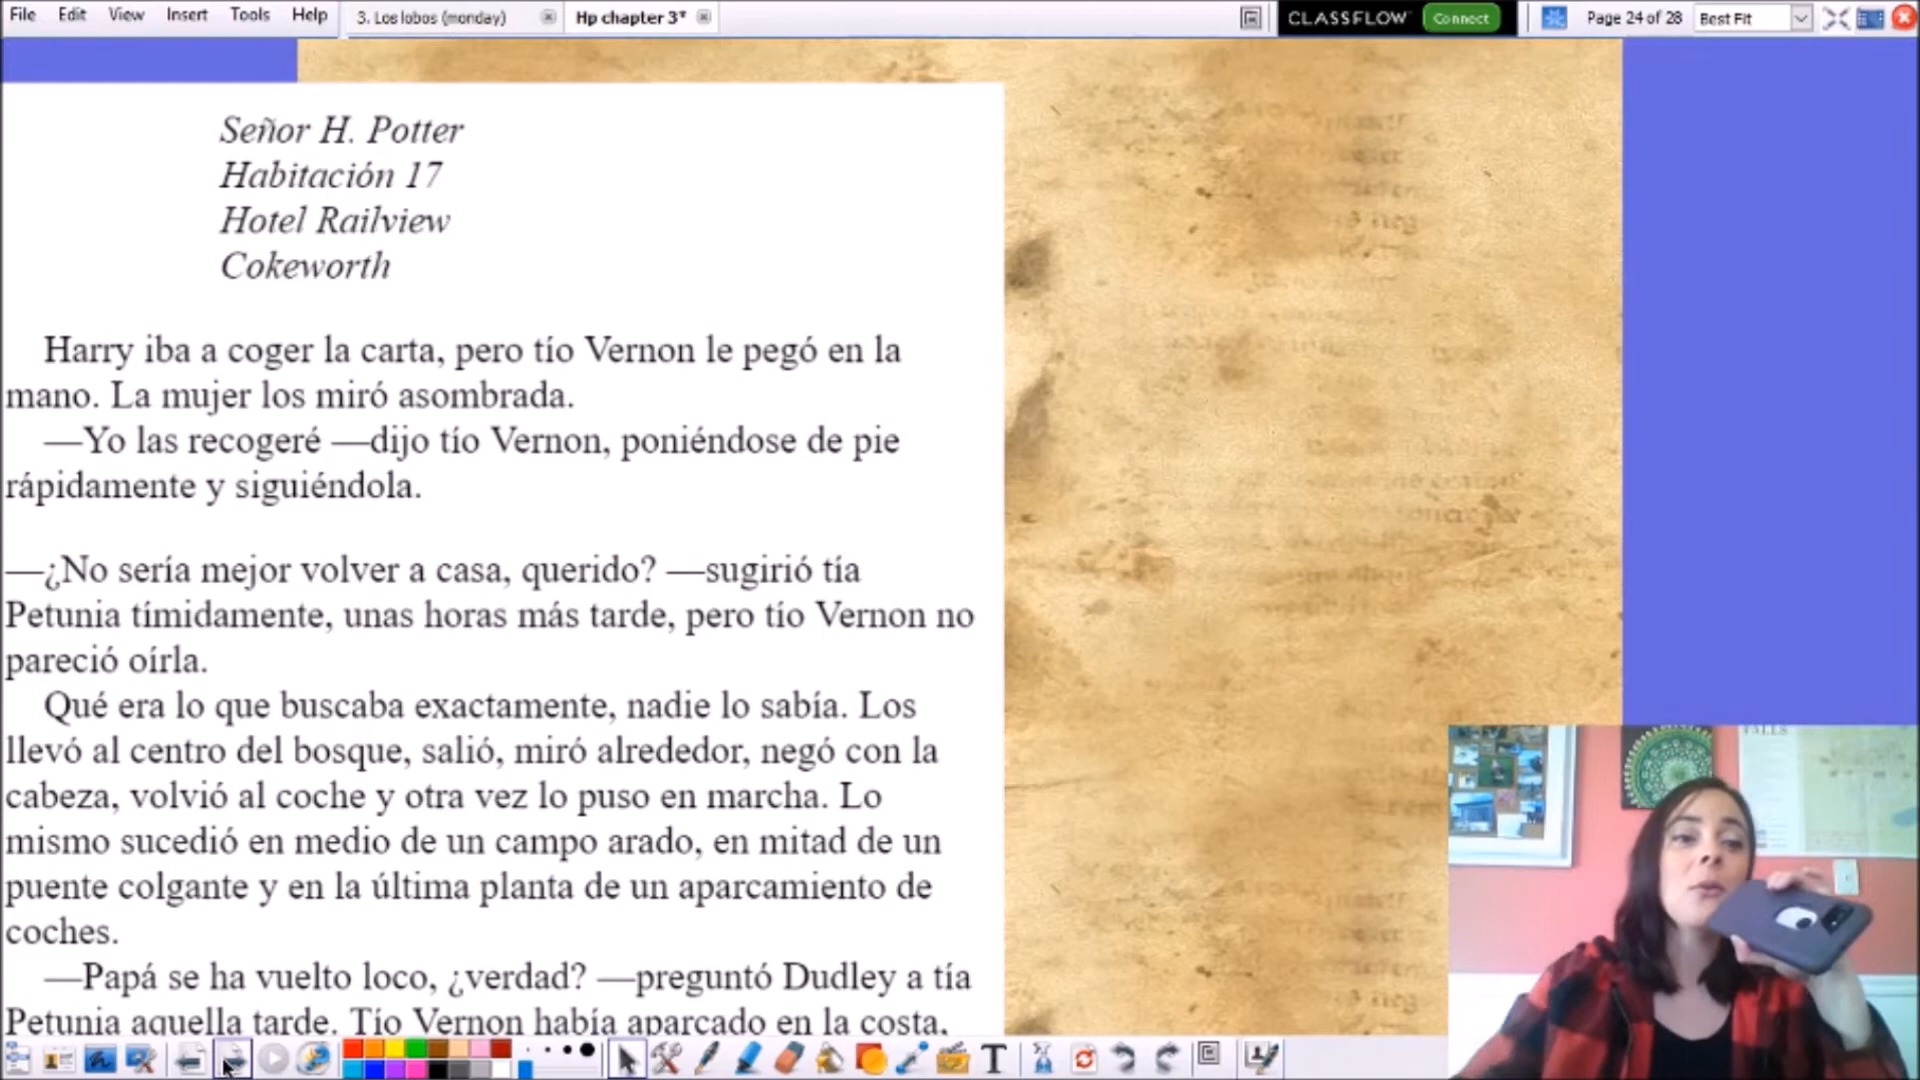 File Edit View Insert Tools Help 3. Los lobos (monday) Hp chapter 3* CLASSFLOW Connect Page 24 of 28 Best Fit
Señor H. Potter
Habitación 17
Hotel Railview
Cokeworth
Harry iba a coger la carta, pero tío Vernon le pegó en la
mano. La mujer los miró asombrada.
—Yo las recogeré —dijo tío Vernon, poniéndose de pie
rápidamente y siguiéndola.
—¿No sería mejor volver a casa, querido? —sugirió tía
Petunia tímidamente, unas horas más tarde, pero tío Vernon no
pareció oírla.
Qué era lo que buscaba exactamente, nadie lo sabía. Los
llevó al centro del bosque, salió, miró alrededor, negó con la
cabeza, volvió al coche y otra vez lo puso en marcha. Lo
mismo sucedió en medio de un campo arado, en mitad de un
puente colgante y en la última planta de un aparcamiento de
coches.
—Papá se ha vuelto loco, ¿verdad? —preguntó Dudley a tía
Petunia aquella tarde. Tío Vernon había aparcado en la costa,